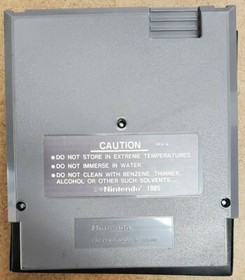 CAUTION
• DO NOT STORE IN EXTREME TEMPERATURES.
• DO NOT IMMERSE IN WATER.
• DO NOT CLEAN WITH BENZENE, THINNER,
ALCOHOL OR OTHER SUCH SOLVENTS.
© Nintendo 1985
Nintendo